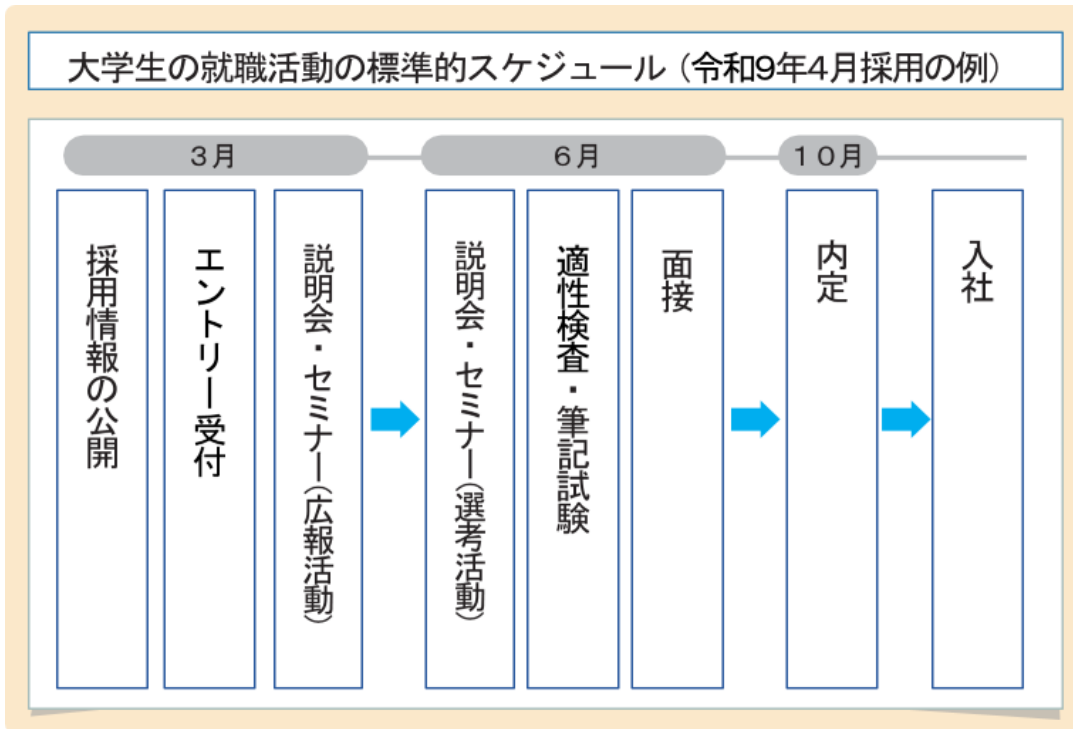 大学生の就職活動の標準的スケジュール（令和9年4月採用の例）
3月
6月
10月
採用情報の公開
エントリー受付
説明会・セミナー（広報活動）
説明会・セミナー（選考活動）
適性検査・筆記試験
面接
内定
入社